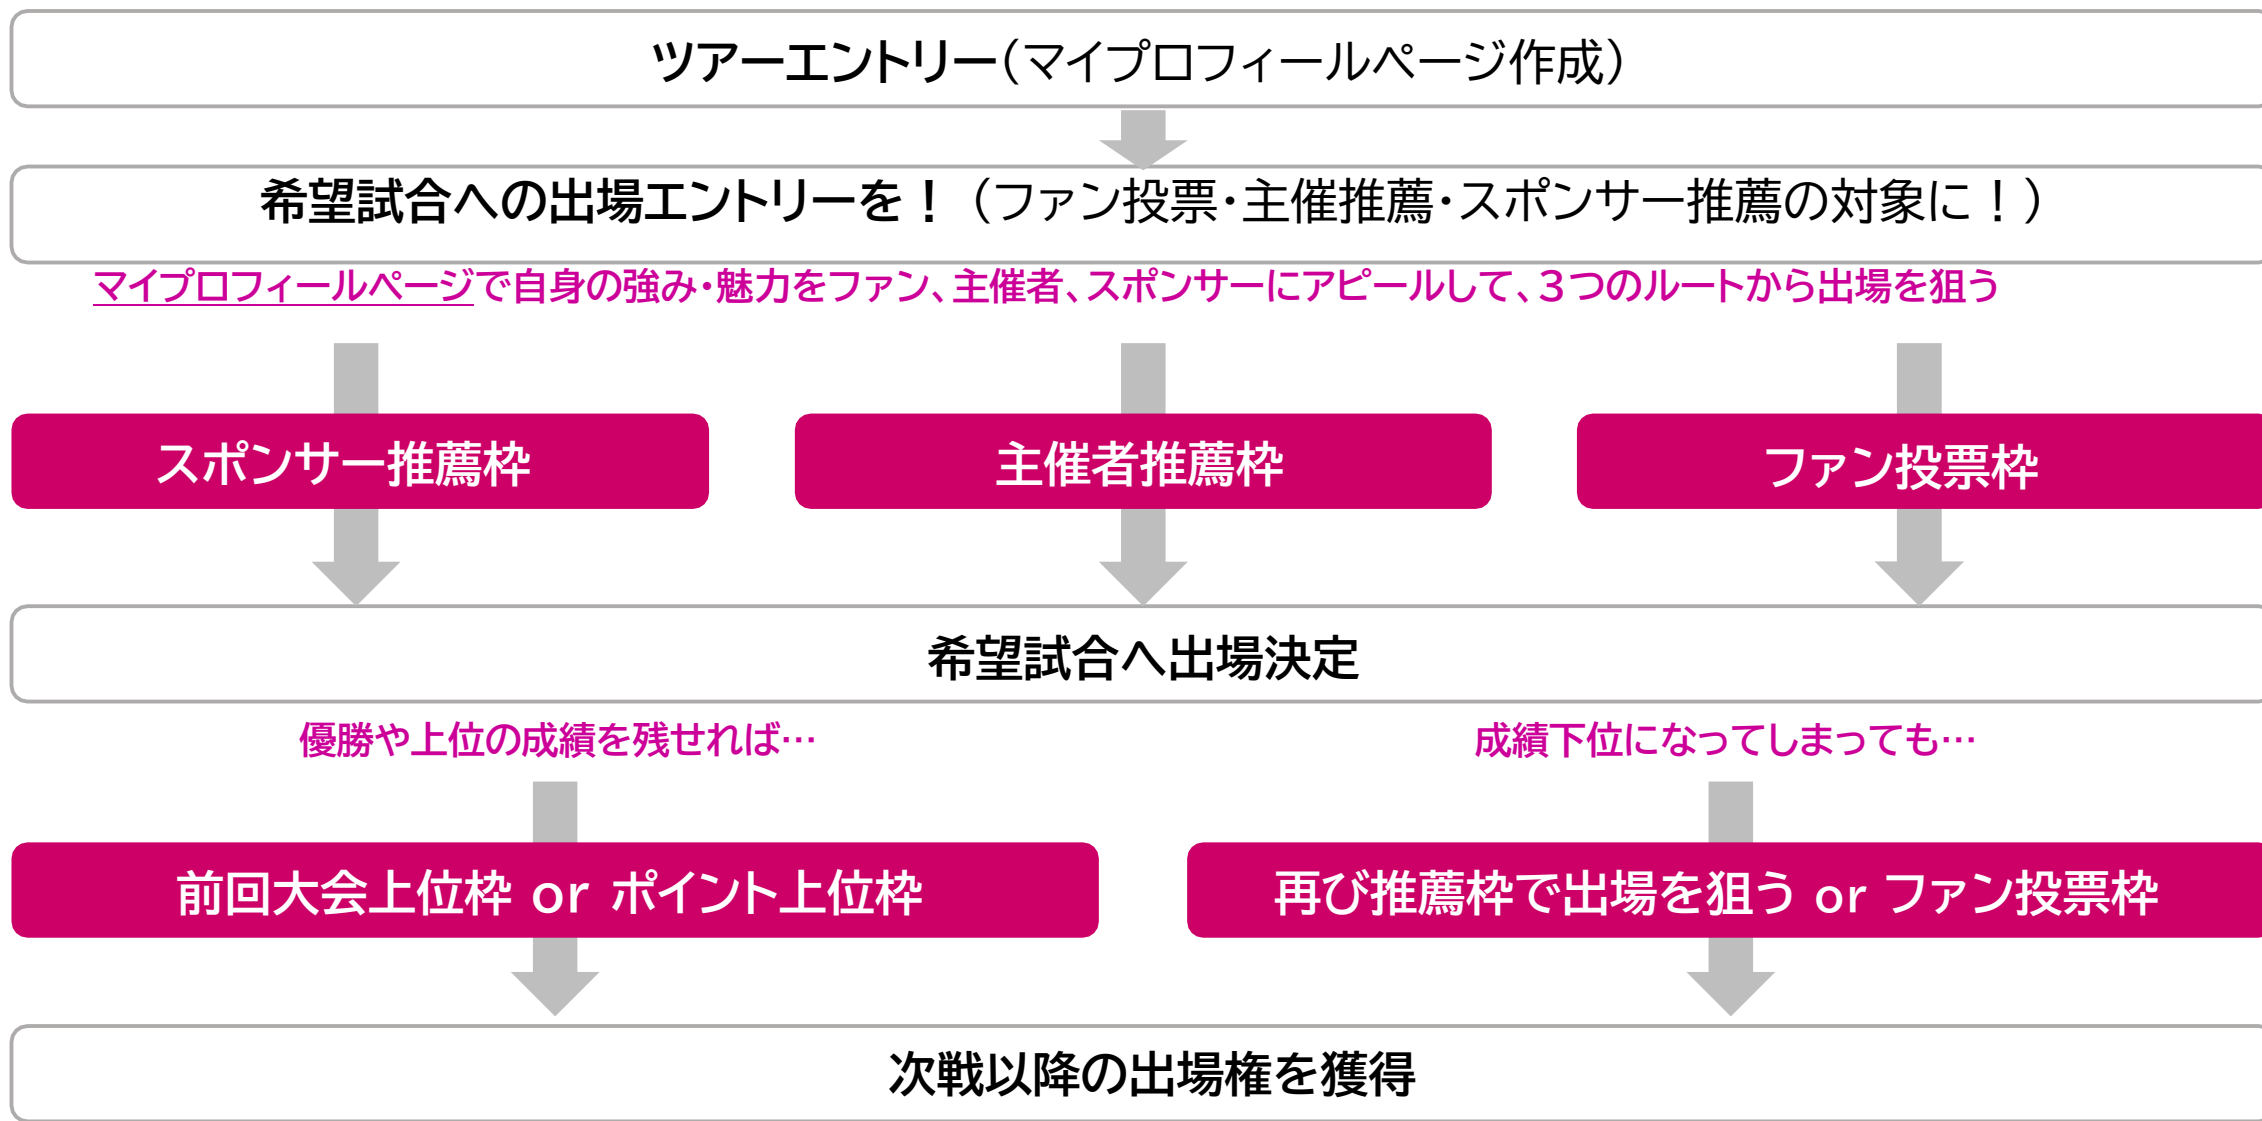 ツアーエントリー(マイプロフィールページ作成)
希望試合への出場エントリーを！（ファン投票・主催推薦・スポンサー推薦の対象に！）
マイプロフィールページで自身の強み・魅力をファン、主催者、スポンサーにアピールして、３つのルートから出場を狙う
スポンサー推薦枠
主催者推薦枠
ファン投票枠
希望試合へ出場決定
優勝や上位の成績を残せれば…
成績下位になってしまっても…
前回大会上位枠 or ポイント上位枠
再び推薦枠で出場を狙う or ファン投票枠
次戦以降の出場権を獲得